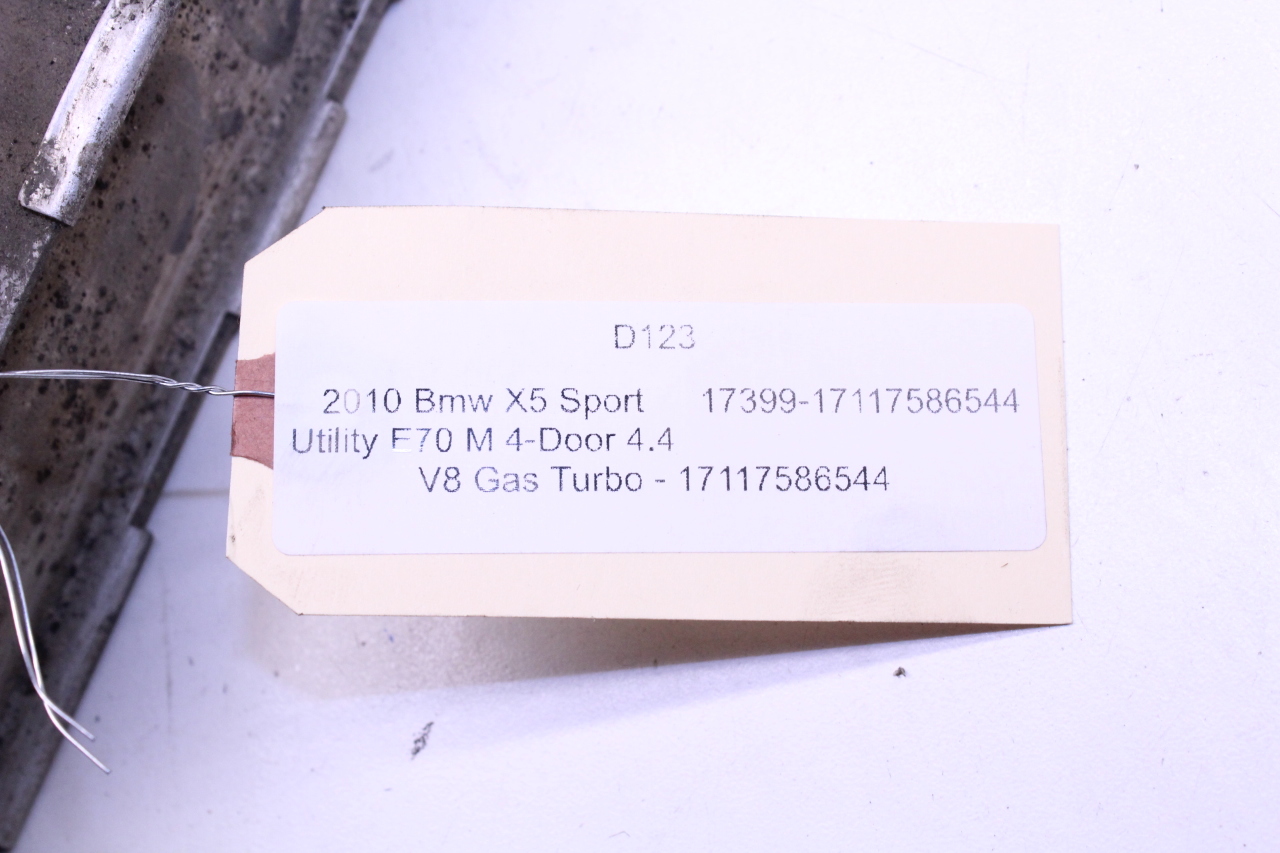 D123
2010 Bmw X5 Sport 17399-17117586544
Utility E70 M 4-Door 4.4
V8 Gas Turbo - 17117586544